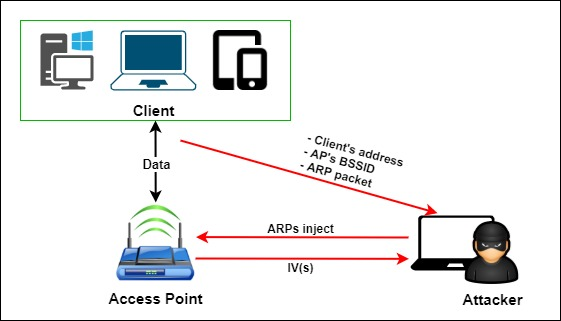 Client
Data
- Client's address
- AP's BSSID
- ARP packet
ARPs inject
IV(s)
Access Point
Attacker